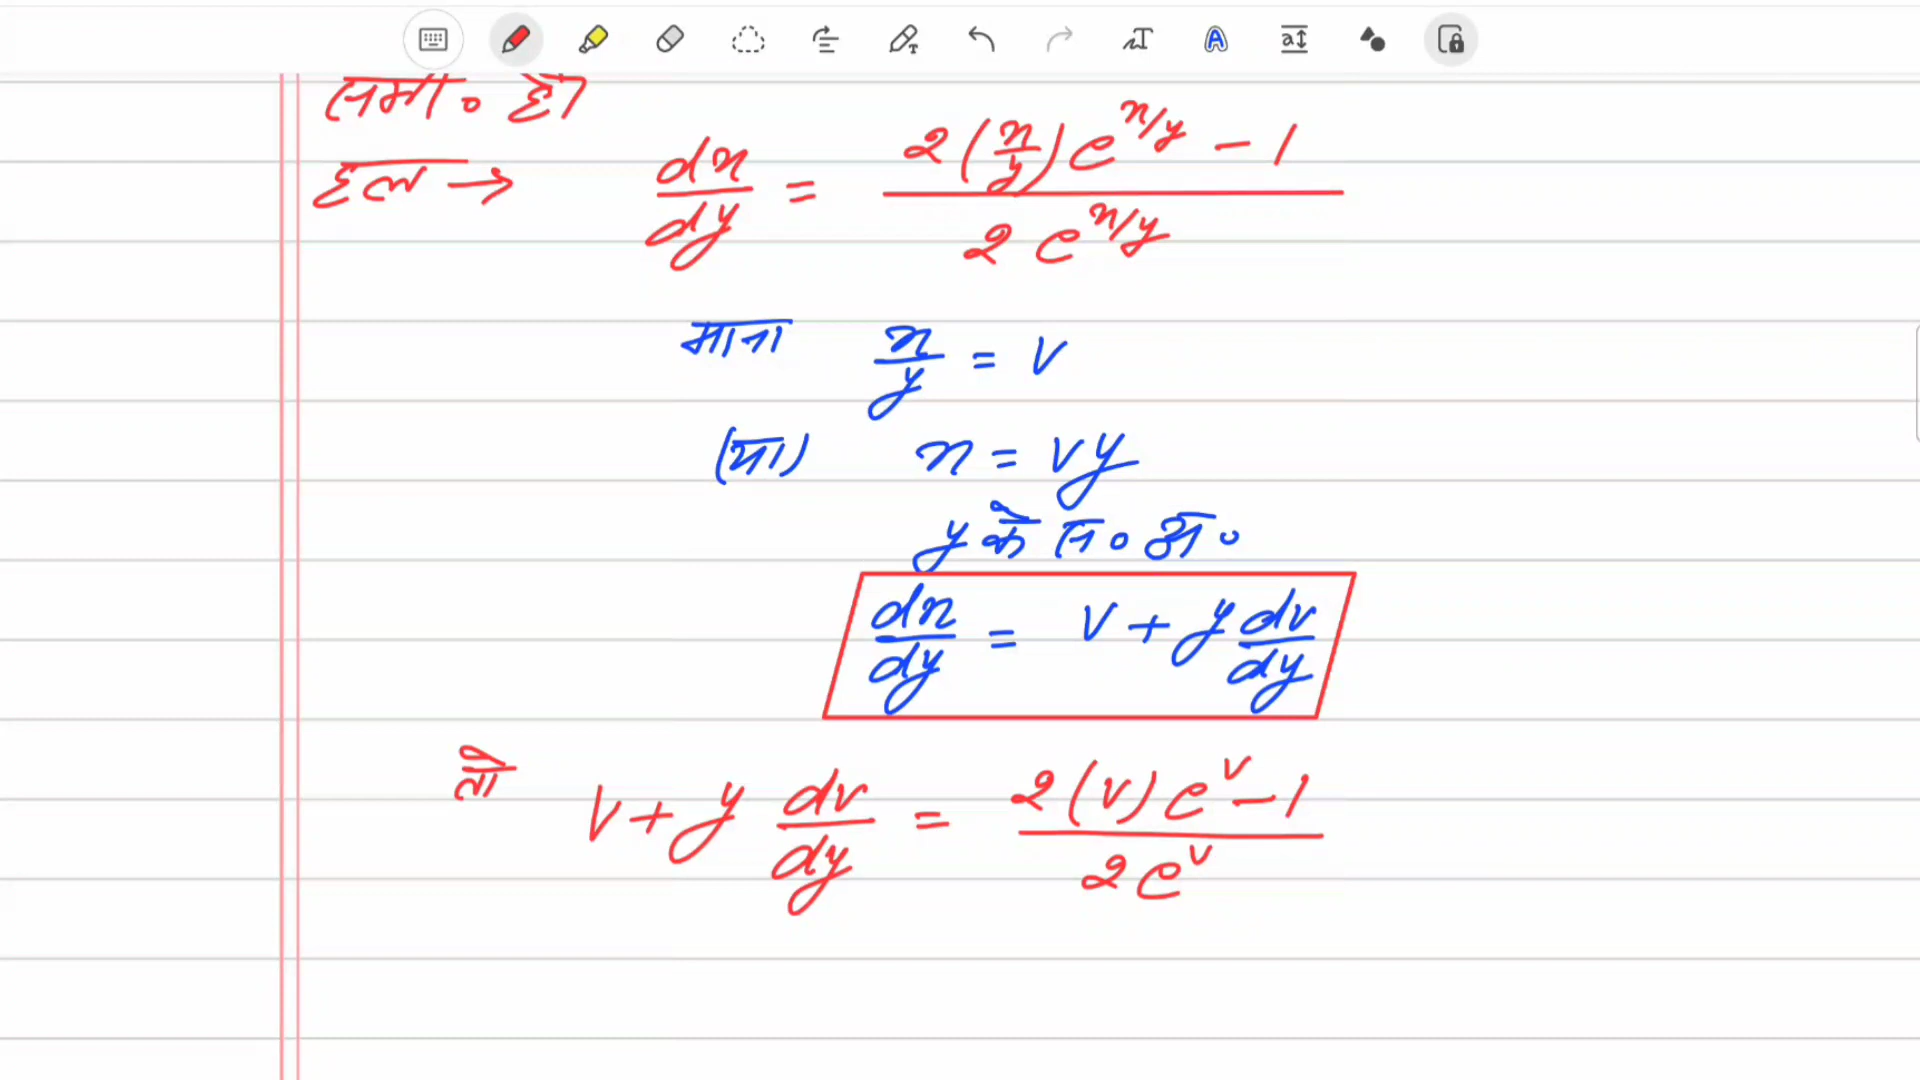 समी० है।
हल → dx/dy = (2(x/y)e^{x/y} - 1)/(2e^{x/y})
माना x/y = v
(या) x = vy
y के सा० अ०
dx/dy = v + y dv/dy
तो v + y dv/dy = (2(v)e^v - 1)/(2e^v)